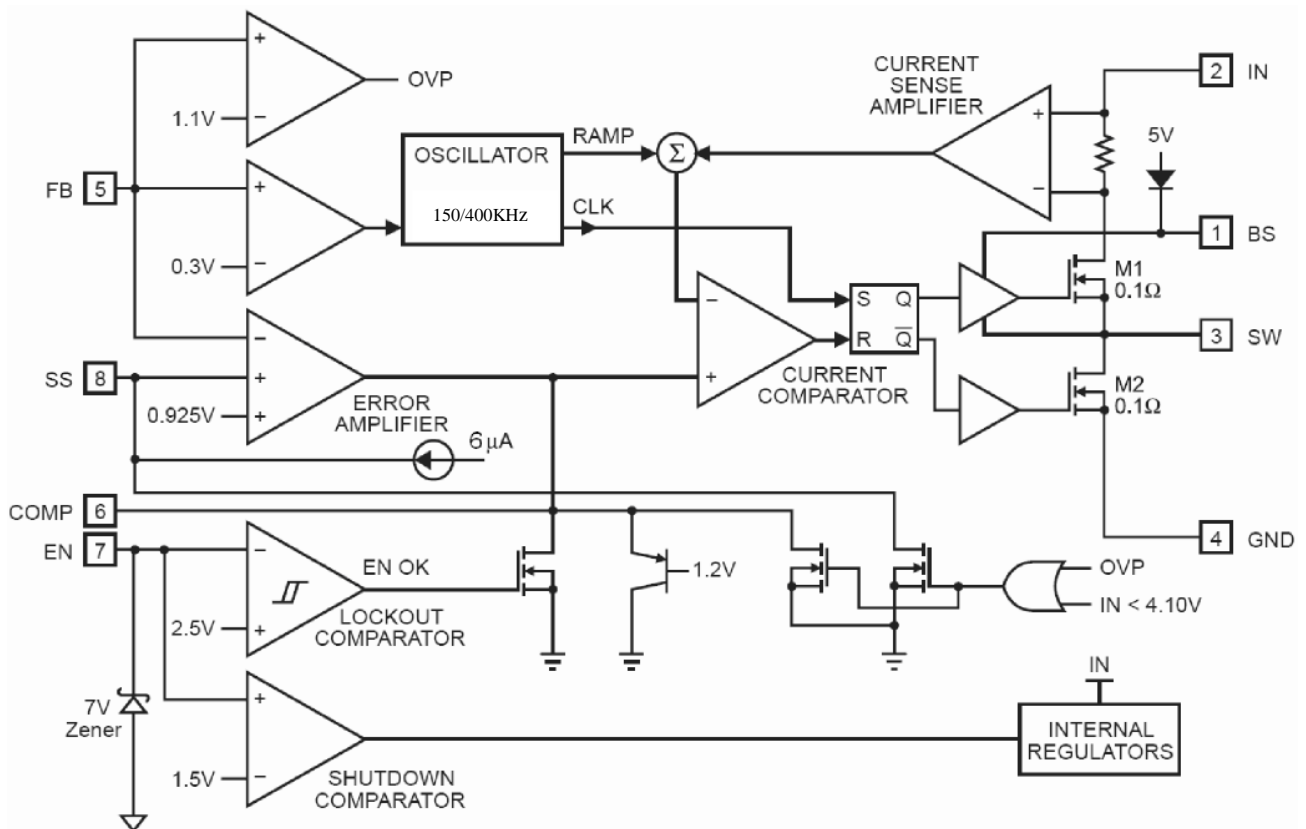 +
OVP
1.1V
−
CURRENT
SENSE
AMPLIFIER
2 IN
+
−
5V
RAMP
Σ
OSCILLATOR
150/400KHz
CLK
FB 5
+
0.3V
−
1 BS
M1
0.1Ω
S Q
R Q̅
−
+
CURRENT
COMPARATOR
3 SW
M2
0.1Ω
−
SS 8
+
0.925V
+
ERROR
AMPLIFIER
6µA
COMP 6
EN 7
4 GND
−
EN OK
1.2V
OVP
IN < 4.10V
2.5V
+
LOCKOUT
COMPARATOR
7V
Zener
+
1.5V
−
SHUTDOWN
COMPARATOR
IN
INTERNAL
REGULATORS